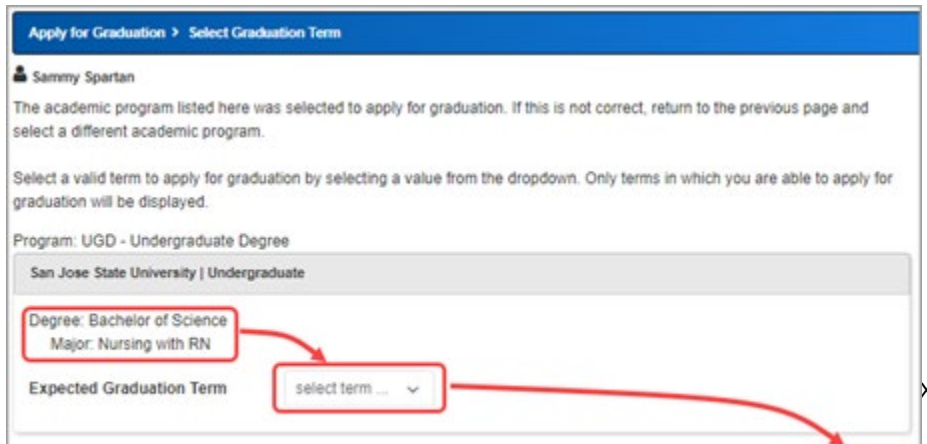 Apply for Graduation > Select Graduation Term
Sammy Spartan
The academic program listed here was selected to apply for graduation. If this is not correct, return to the previous page and
select a different academic program.
Select a valid term to apply for graduation by selecting a value from the dropdown. Only terms in which you are able to apply for
graduation will be displayed.
Program: UGD - Undergraduate Degree
San Jose State University | Undergraduate
Degree: Bachelor of Science
Major: Nursing with RN
Expected Graduation Term select term ...